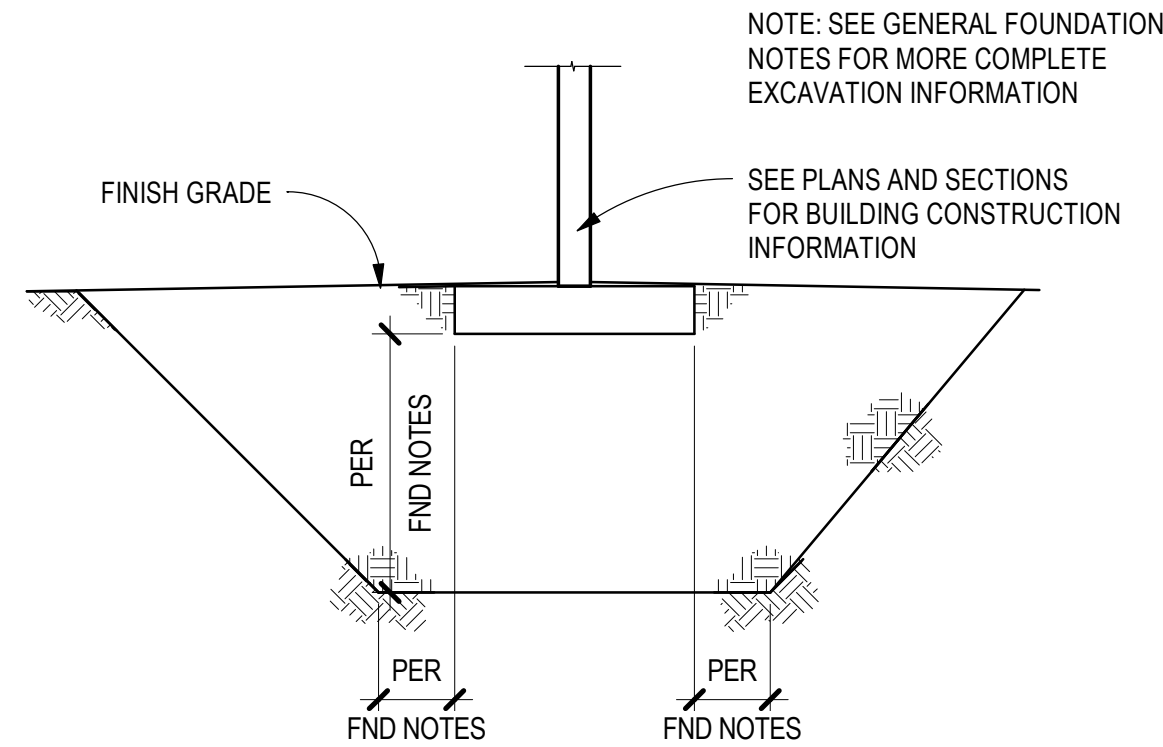 NOTE: SEE GENERAL FOUNDATION
NOTES FOR MORE COMPLETE
EXCAVATION INFORMATION
FINISH GRADE
SEE PLANS AND SECTIONS
FOR BUILDING CONSTRUCTION
INFORMATION
PER
FND NOTES
PER
FND NOTES
PER
FND NOTES